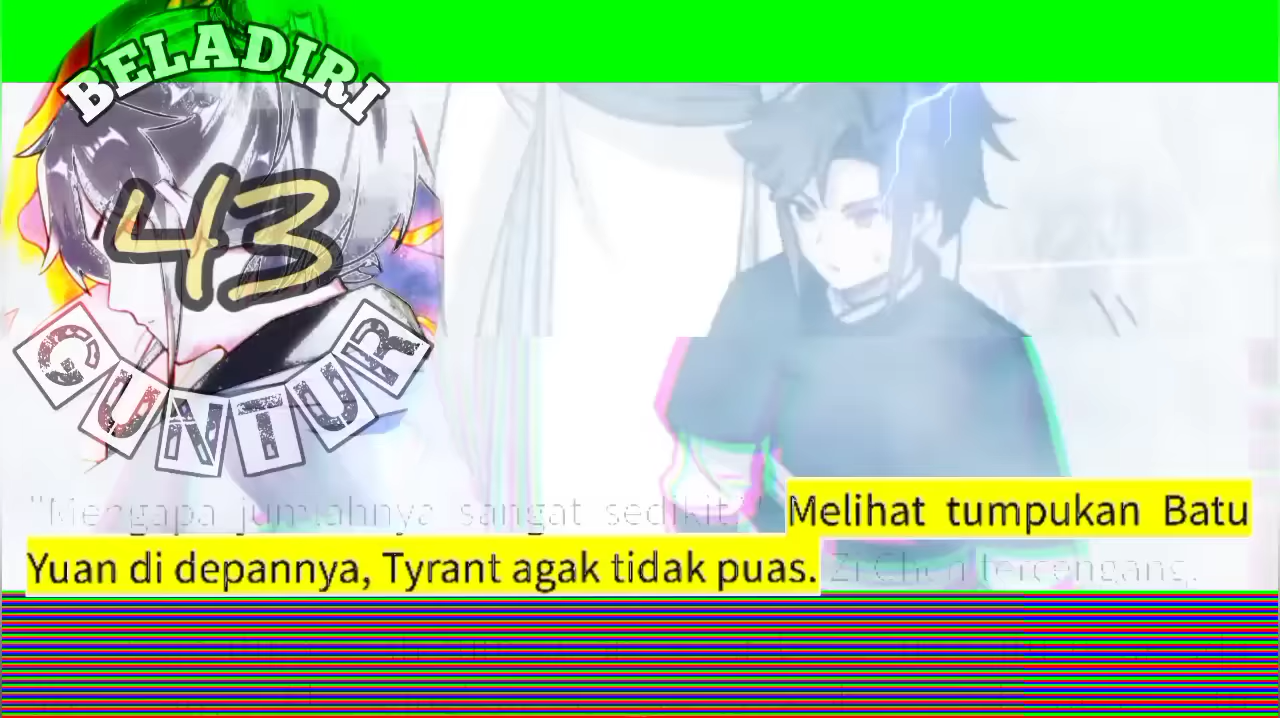 BELADIRI
43
GUNTUR
"Mengapa jumlahnya sangat sedikit?" Melihat tumpukan Batu
Yuan di depannya, Tyrant agak tidak puas. Zi Chen tercengang.